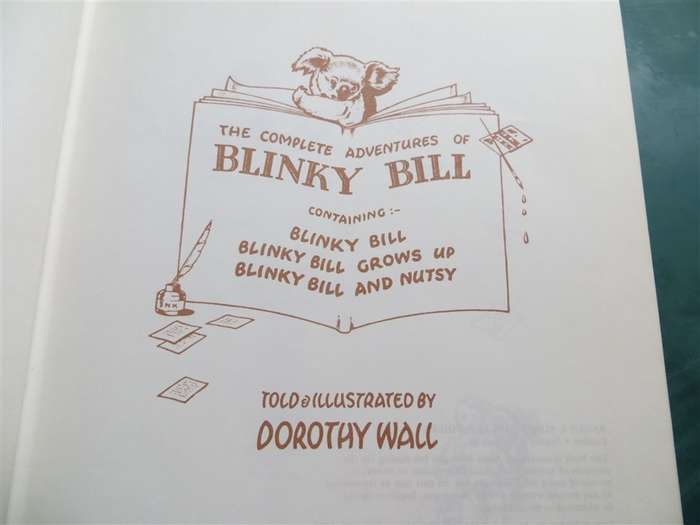 THE COMPLETE ADVENTURES OF
BLINKY BILL
CONTAINING :-
BLINKY BILL
BLINKY BILL GROWS UP
BLINKY BILL AND NUTSY
INK
TOLD & ILLUSTRATED BY
DOROTHY WALL